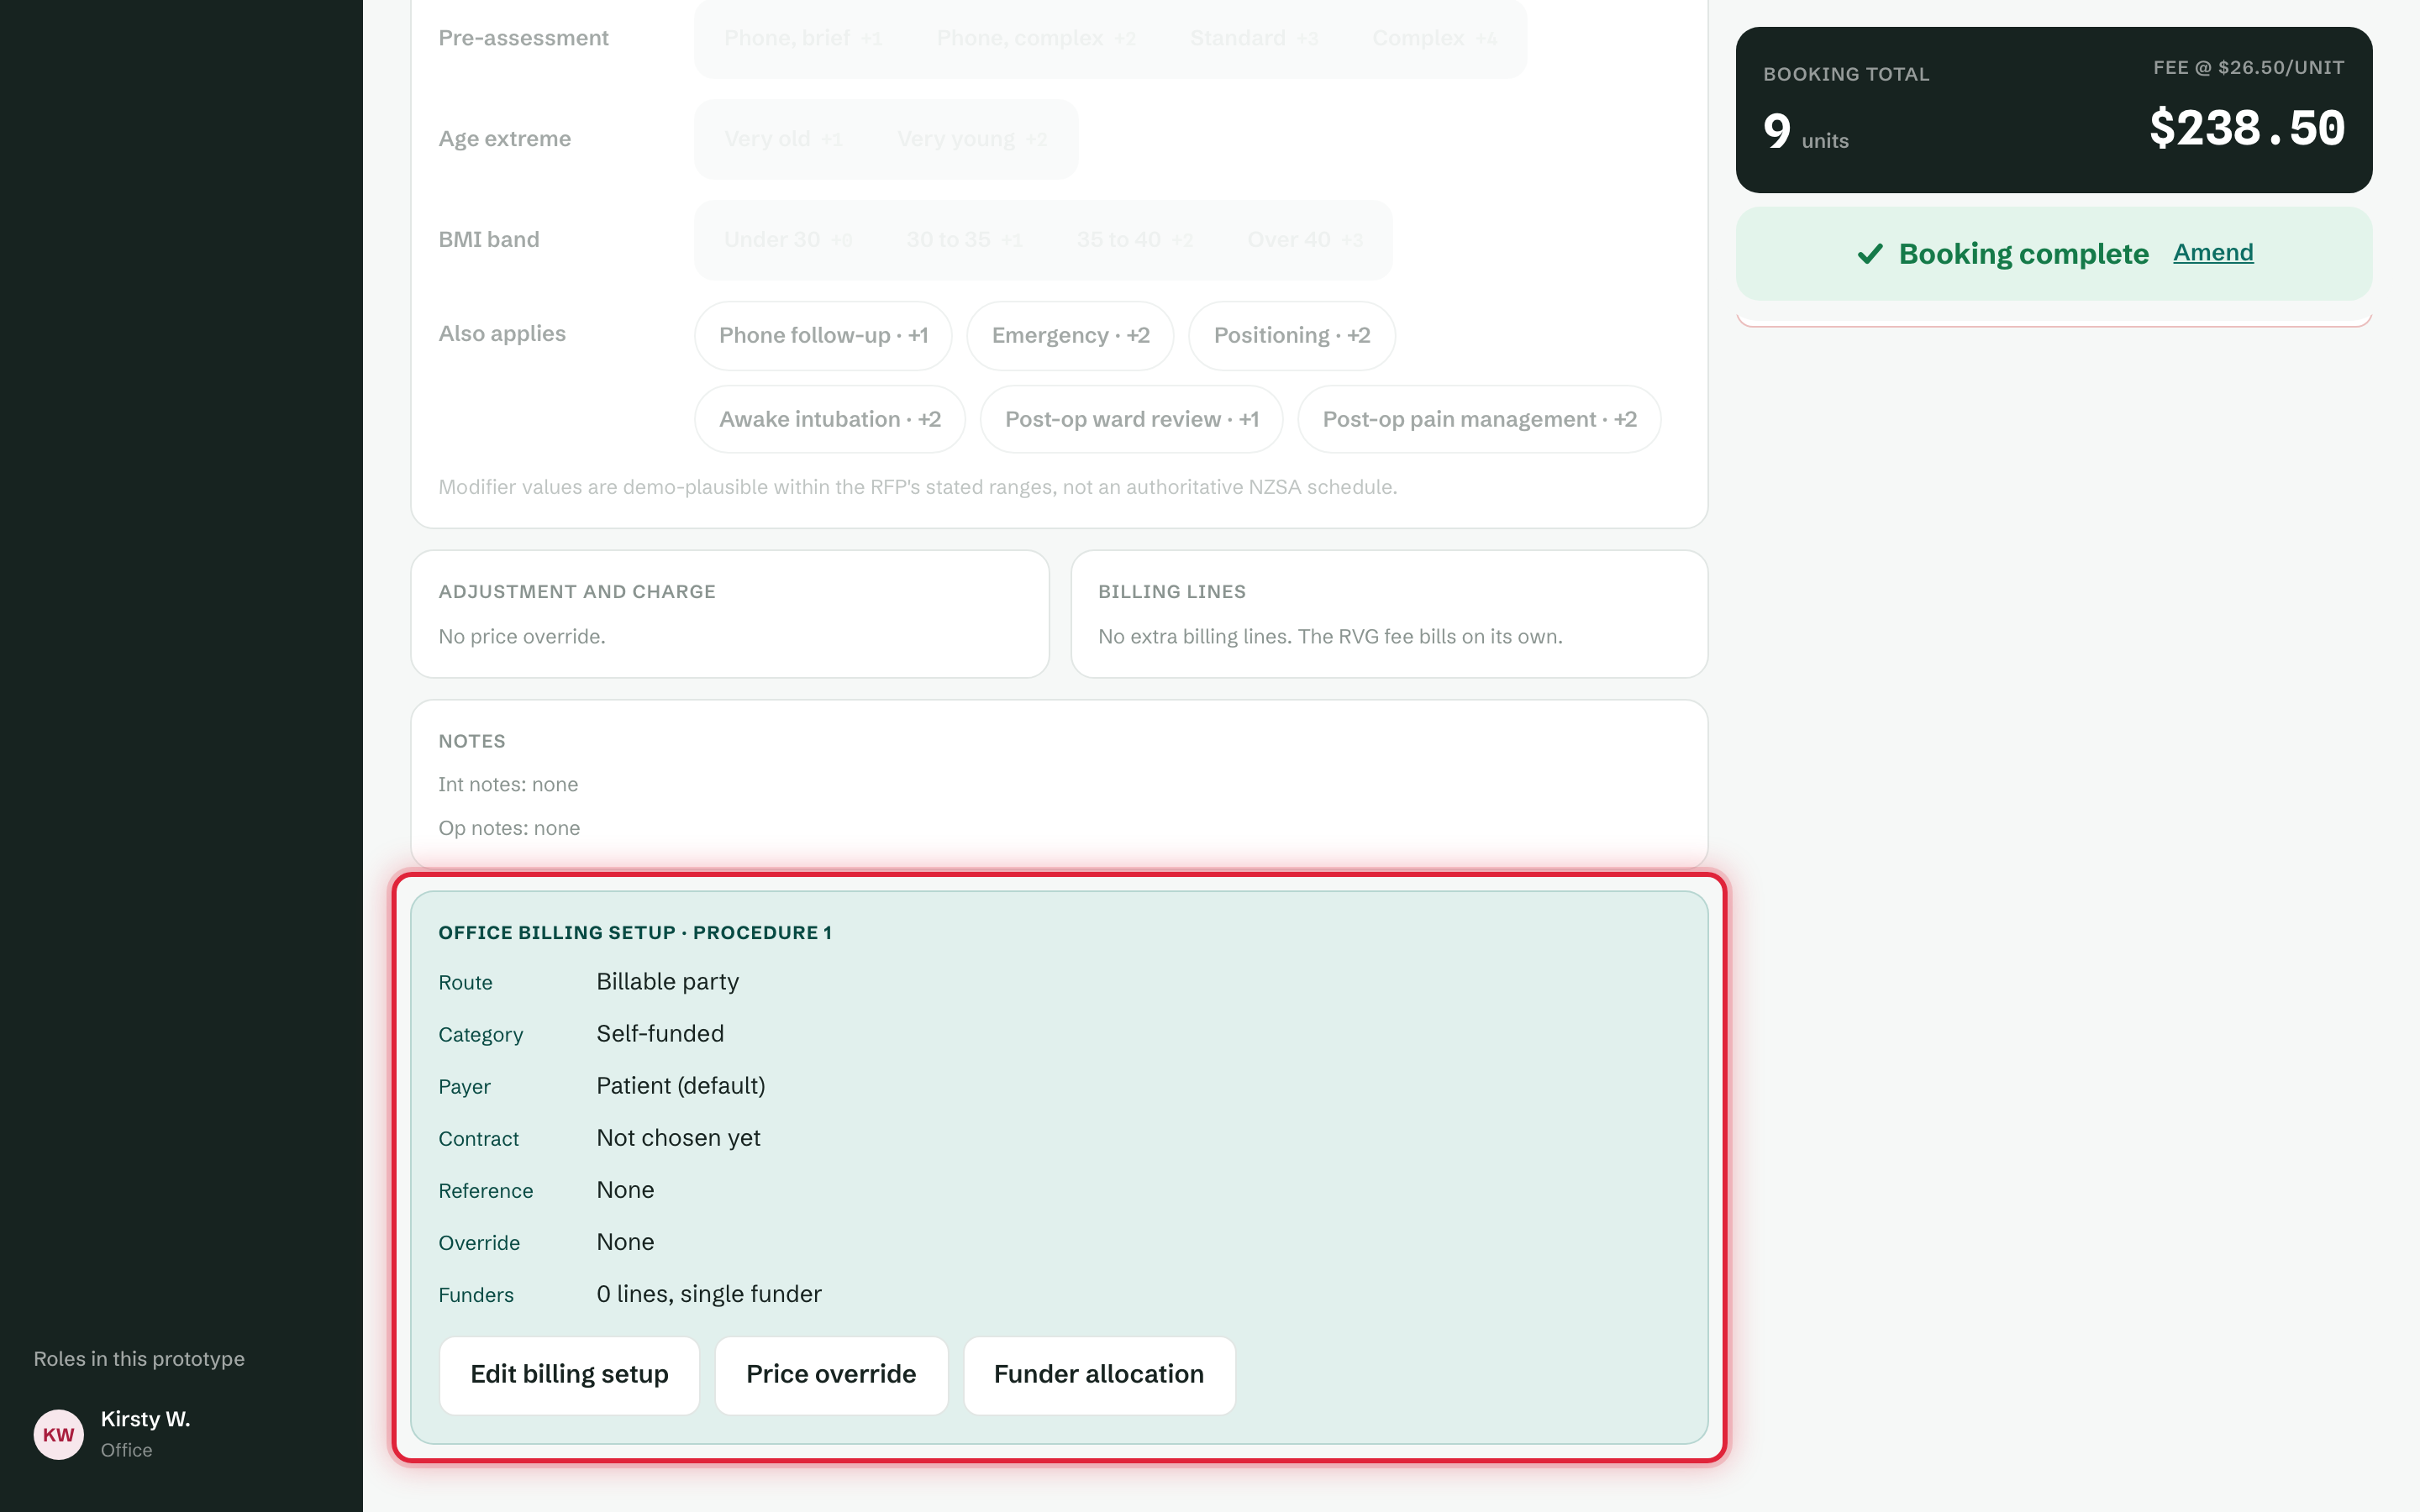 Pre-assessment
Phone, brief +1 Phone, complex +2 Standard +3 Complex +4
Age extreme
Very old +1 Very young +2
BMI band
Under 30 +0 30 to 35 +1 35 to 40 +2 Over 40 +3
Also applies
Phone follow-up · +1 Emergency · +2 Positioning · +2
Awake intubation · +2 Post-op ward review · +1 Post-op pain management · +2
Modifier values are demo-plausible within the RFP's stated ranges, not an authoritative NZSA schedule.
ADJUSTMENT AND CHARGE
No price override.
BILLING LINES
No extra billing lines. The RVG fee bills on its own.
NOTES
Int notes: none
Op notes: none
OFFICE BILLING SETUP · PROCEDURE 1
Route Billable party
Category Self-funded
Payer Patient (default)
Contract Not chosen yet
Reference None
Override None
Funders 0 lines, single funder
Edit billing setup Price override Funder allocation
BOOKING TOTAL
9 units
FEE @ $26.50/UNIT
$238.50
Booking complete Amend
Roles in this prototype
KW
Kirsty W.
Office